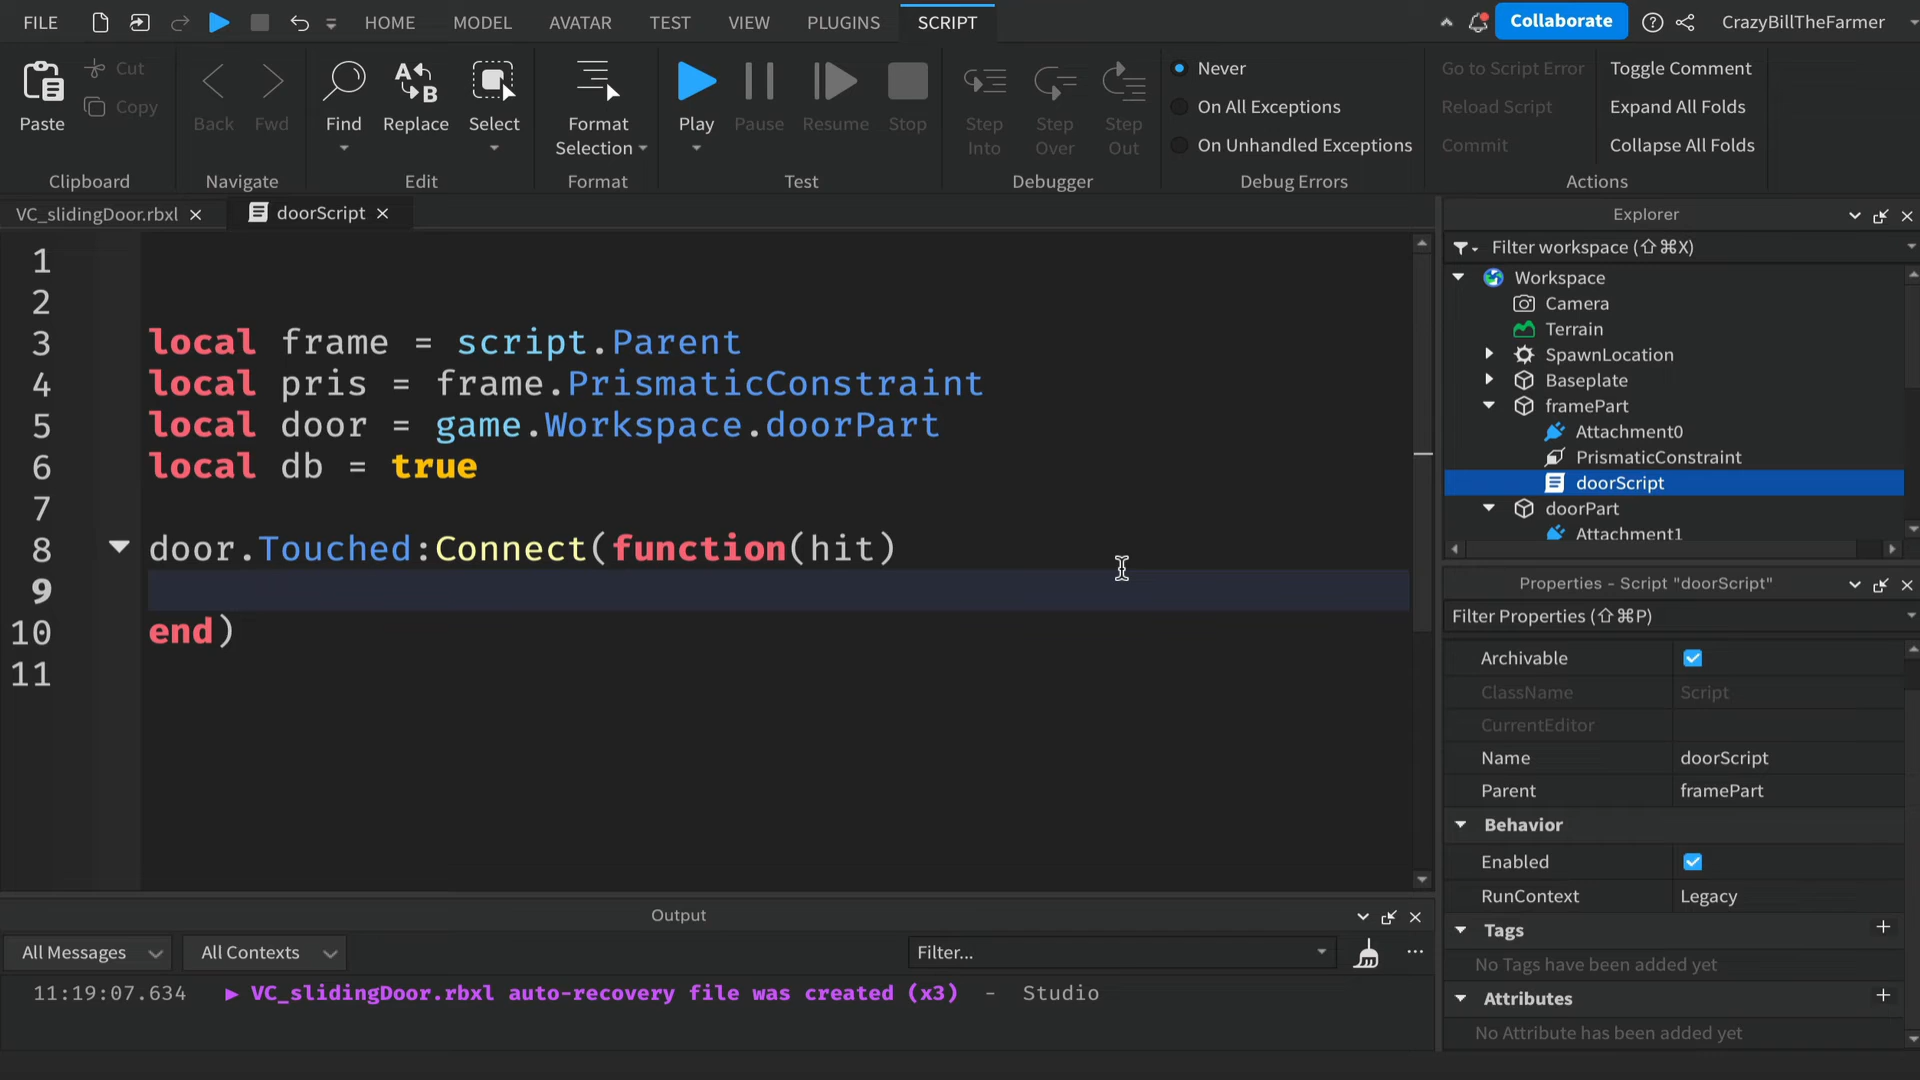 FILE HOME MODEL AVATAR TEST VIEW PLUGINS SCRIPT Collaborate CrazyBillTheFarmer
Paste Cut Copy
Back Fwd
Find Replace Select
Format Selection
Play Pause Resume Stop
Step Into Step Over Step Out
Never
On All Exceptions
On Unhandled Exceptions
Go to Script Error
Reload Script
Commit
Toggle Comment
Expand All Folds
Collapse All Folds
Clipboard Navigate Edit Format Test Debugger Debug Errors Actions
VC_slidingDoor.rbxl × doorScript ×
1
2
3 local frame = script.Parent
4 local pris = frame.PrismaticConstraint
5 local door = game.Workspace.doorPart
6 local db = true
7
8 door.Touched:Connect(function(hit)
9
10 end)
11
Explorer
Filter workspace (⇧⌘X)
Workspace
Camera
Terrain
SpawnLocation
Baseplate
framePart
Attachment0
PrismaticConstraint
doorScript
doorPart
Attachment1
Properties - Script "doorScript"
Filter Properties (⇧⌘P)
Archivable
ClassName Script
CurrentEditor
Name doorScript
Parent framePart
Behavior
Enabled
RunContext Legacy
Tags +
No Tags have been added yet
Attributes +
No Attribute has been added yet
Output
All Messages All Contexts Filter... ...
11:19:07.634 ▶ VC_slidingDoor.rbxl auto-recovery file was created (x3) - Studio